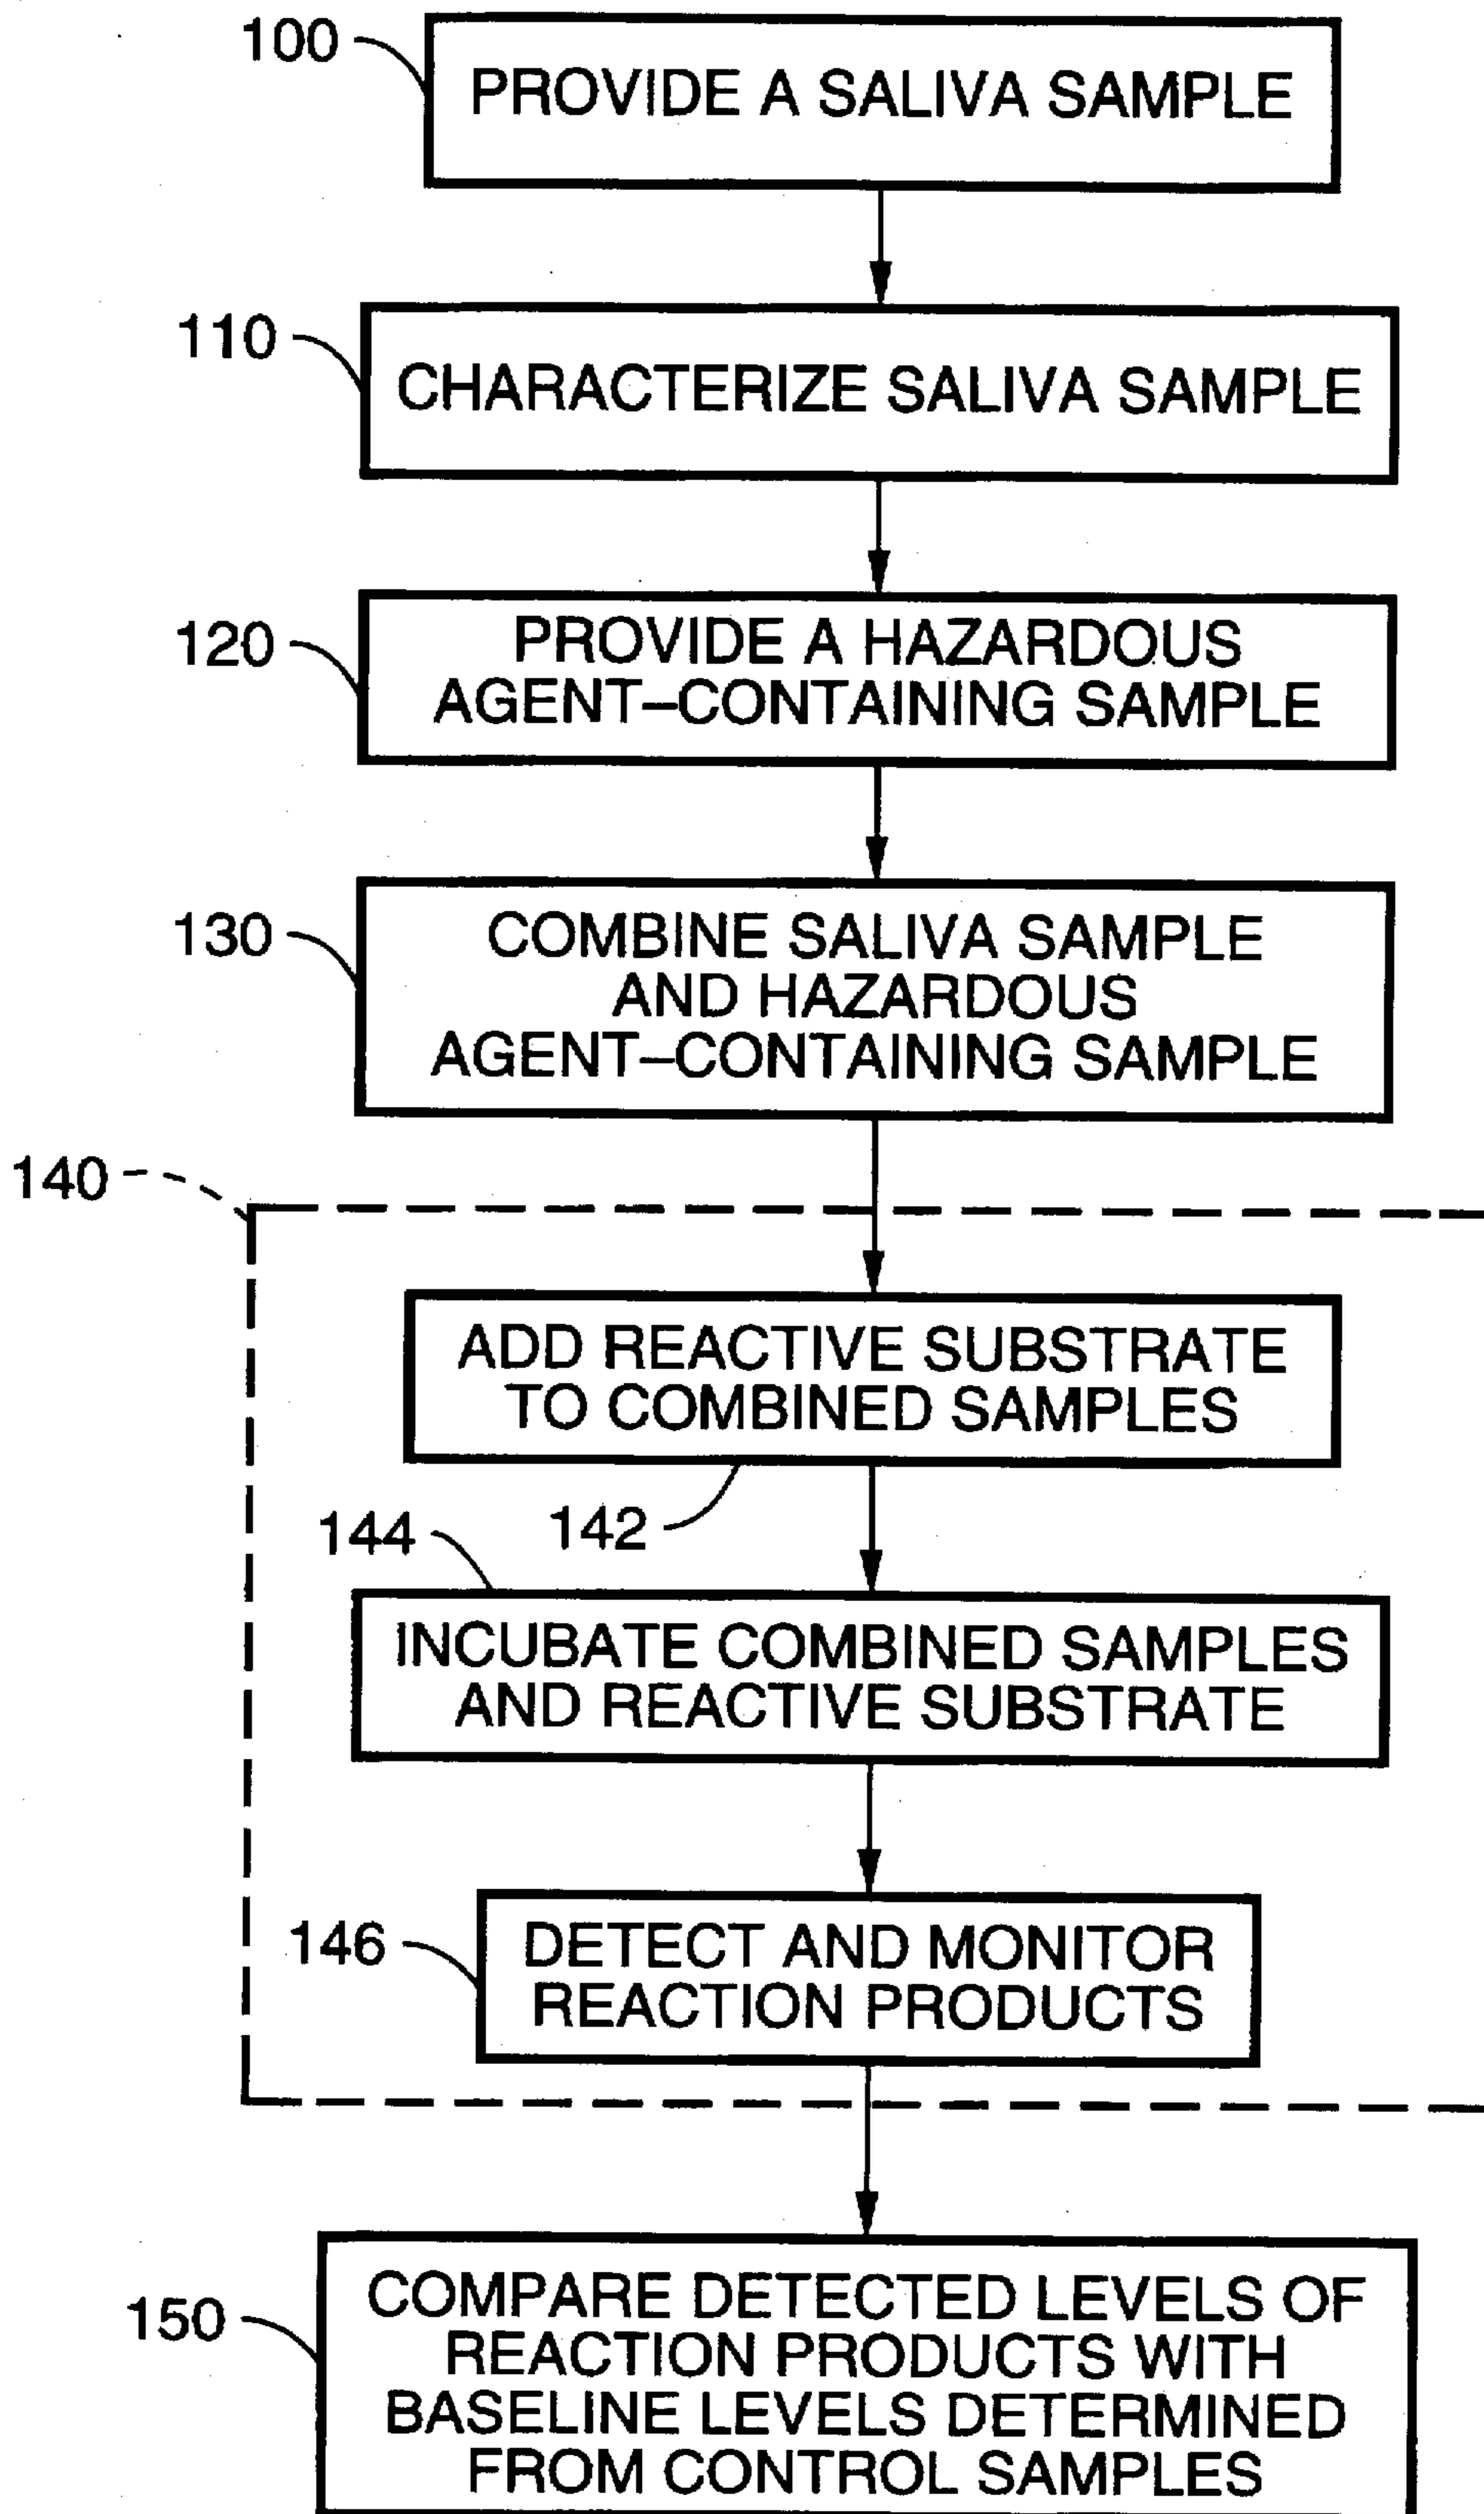 100
PROVIDE A SALIVA SAMPLE
110
CHARACTERIZE SALIVA SAMPLE
120
PROVIDE A HAZARDOUS
AGENT–CONTAINING SAMPLE
130
COMBINE SALIVA SAMPLE
AND HAZARDOUS
AGENT–CONTAINING SAMPLE
140
ADD REACTIVE SUBSTRATE
TO COMBINED SAMPLES
142
144
INCUBATE COMBINED SAMPLES
AND REACTIVE SUBSTRATE
146
DETECT AND MONITOR
REACTION PRODUCTS
150
COMPARE DETECTED LEVELS OF
REACTION PRODUCTS WITH
BASELINE LEVELS DETERMINED
FROM CONTROL SAMPLES